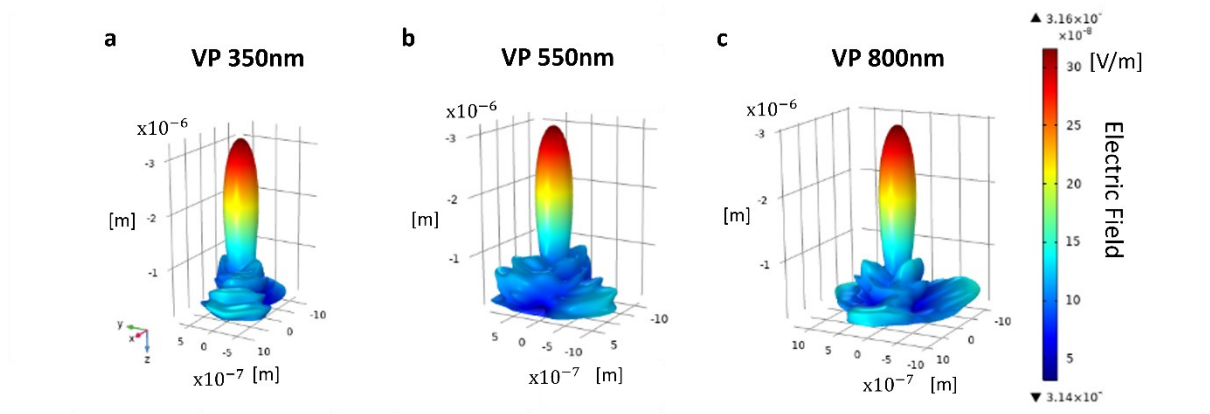 a
VP 350nm
b
VP 550nm
c
VP 800nm
▲ 3.16×10⁻
×10⁻⁸
30 [V/m]
25
20
15
10
5
▼ 3.14×10⁻
Electric Field
x10⁻⁶
-3
-2
-1
[m]
y
x
z
5 0 -5 10 0 -10
x10⁻⁷ [m]
x10⁻⁶
-3
-2
-1
[m]
5 0 -5 -10 5 0 -10
x10⁻⁷ [m]
x10⁻⁶
-3
-2
-1
[m]
10 5 0 -5 -10 10 0 -10
x10⁻⁷ [m]